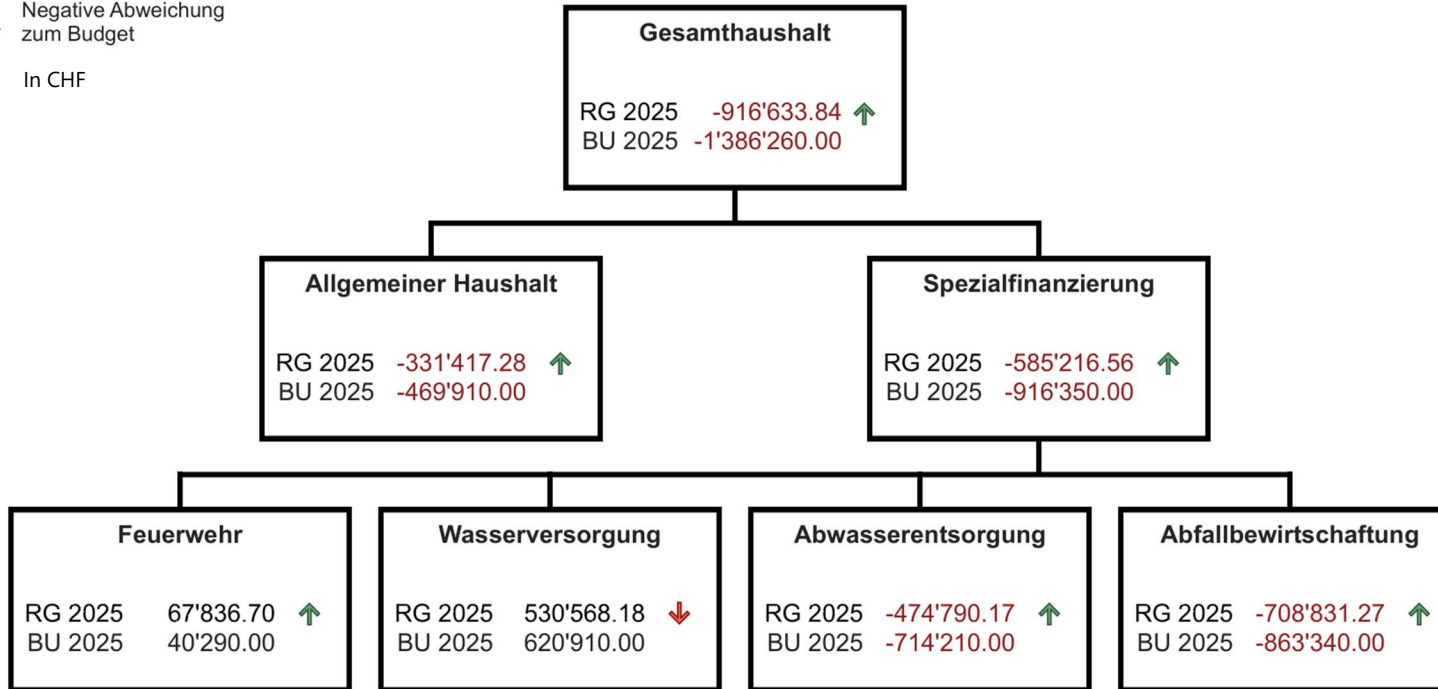 Negative Abweichung
zum Budget
In CHF
Gesamthaushalt
RG 2025 -916'633.84
BU 2025 -1'386'260.00
Allgemeiner Haushalt
RG 2025 -331'417.28
BU 2025 -469'910.00
Spezialfinanzierung
RG 2025 -585'216.56
BU 2025 -916'350.00
Feuerwehr
RG 2025 67'836.70
BU 2025 40'290.00
Wasserversorgung
RG 2025 530'568.18
BU 2025 620'910.00
Abwasserentsorgung
RG 2025 -474'790.17
BU 2025 -714'210.00
Abfallbewirtschaftung
RG 2025 -708'831.27
BU 2025 -863'340.00